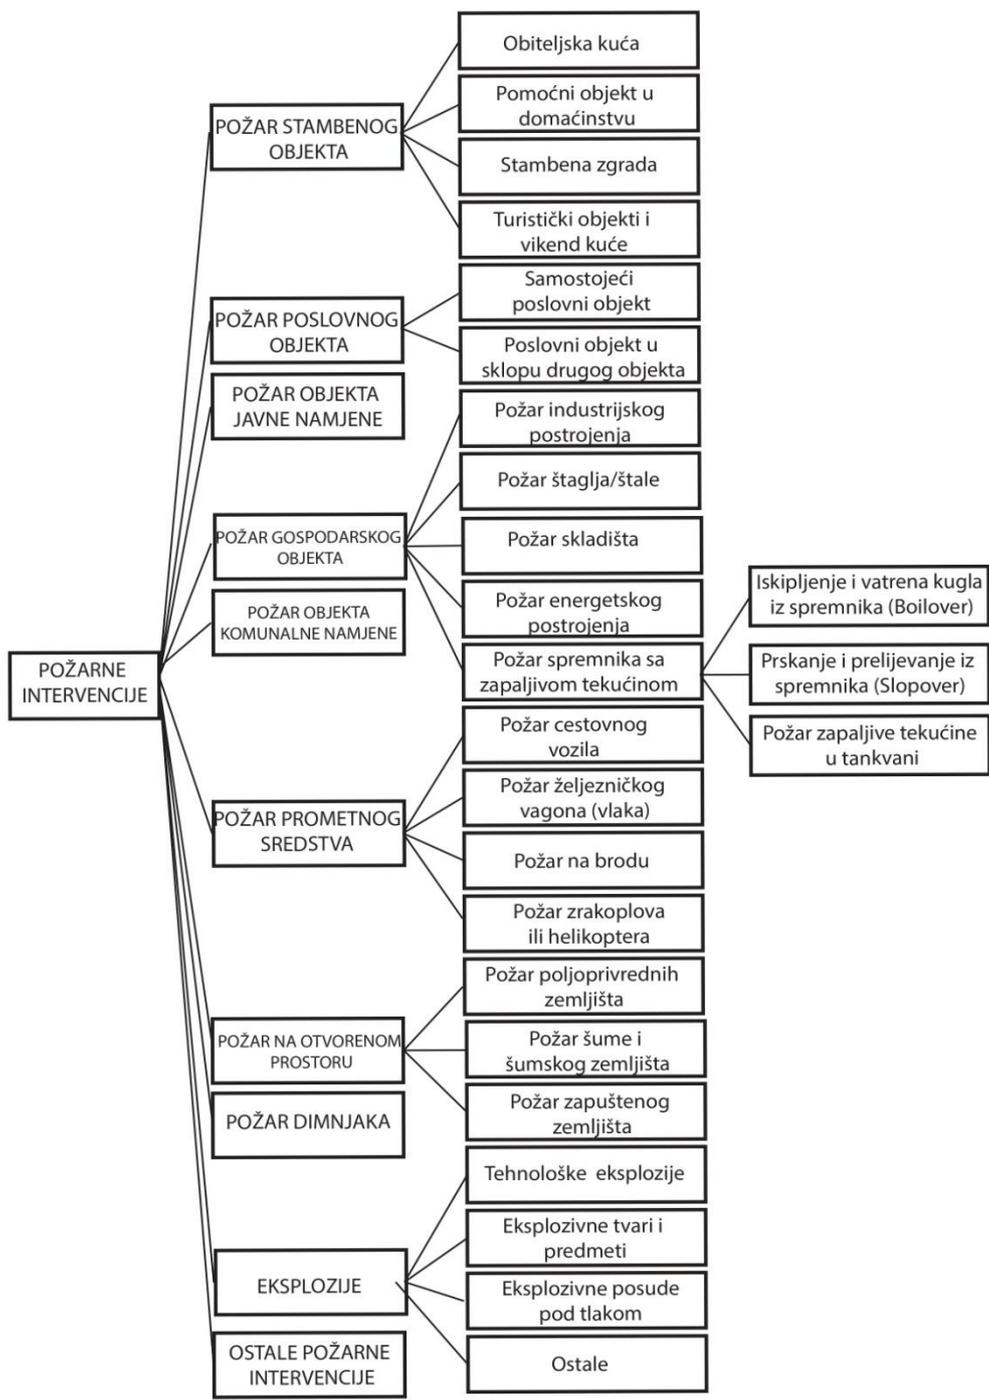 POŽARNE
INTERVENCIJE
POŽAR STAMBENOG
OBJEKTA
Obiteljska kuća
Pomoćni objekt u
domaćinstvu
Stambena zgrada
Turistički objekti i
vikend kuće
POŽAR POSLOVNOG
OBJEKTA
Samostojeći
poslovni objekt
Poslovni objekt u
sklopu drugog objekta
POŽAR OBJEKTA
JAVNE NAMJENE
POŽAR GOSPODARSKOG
OBJEKTA
Požar industrijskog
postrojenja
Požar štaglja/štale
Požar skladišta
Požar energetskog
postrojenja
Požar spremnika sa
zapaljivom tekućinom
Iskipljenje i vatrena kugla
iz spremnika (Boilover)
Prskanje i prelijevanje iz
spremnika (Slopover)
Požar zapaljive tekućine
u tankvani
POŽAR OBJEKTA
KOMUNALNE NAMJENE
POŽAR PROMETNOG
SREDSTVA
Požar cestovnog
vozila
Požar željezničkog
vagona (vlaka)
Požar na brodu
Požar zrakoplova
ili helikoptera
POŽAR NA OTVORENOM
PROSTORU
Požar poljoprivrednih
zemljišta
Požar šume i
šumskog zemljišta
Požar zapuštenog
zemljišta
POŽAR DIMNJAKA
EKSPLOZIJE
Tehnološke eksplozije
Eksplozivne tvari i
predmeti
Eksplozivne posude
pod tlakom
Ostale
OSTALE POŽARNE
INTERVENCIJE